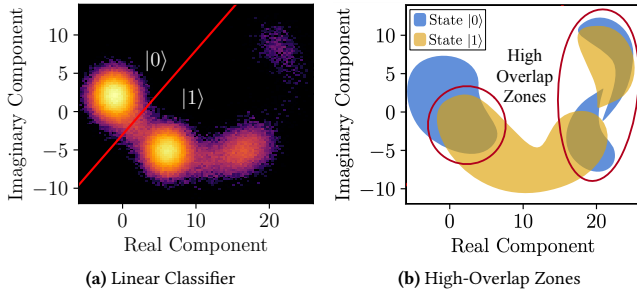 10
5
0
−5
−10
Imaginary Component
0
10
20
Real Component
|0⟩
|1⟩
(a) Linear Classifier
10
5
0
−5
−10
Imaginary Component
0
10
20
Real Component
State |0⟩
State |1⟩
High
Overlap
Zones
(b) High-Overlap Zones